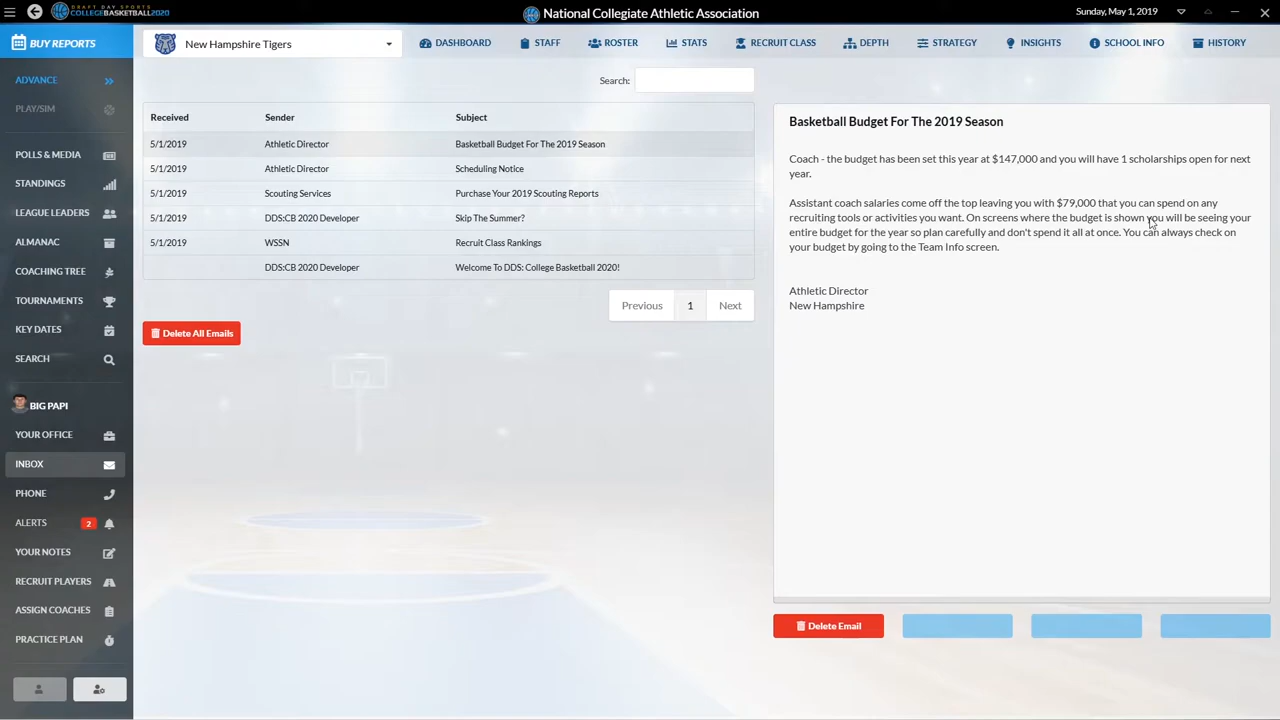 DRAFT DAY SPORTS
COLLEGEBASKETBALL2020
National Collegiate Athletic Association
Sunday, May 1, 2019
BUY REPORTS
New Hampshire Tigers
DASHBOARD
STAFF
ROSTER
STATS
RECRUIT CLASS
DEPTH
STRATEGY
INSIGHTS
SCHOOL INFO
HISTORY
ADVANCE
PLAY/SIM
POLLS & MEDIA
STANDINGS
LEAGUE LEADERS
ALMANAC
COACHING TREE
TOURNAMENTS
KEY DATES
SEARCH
BIG PAPI
YOUR OFFICE
INBOX
PHONE
ALERTS 2
YOUR NOTES
RECRUIT PLAYERS
ASSIGN COACHES
PRACTICE PLAN
Search:
Received Sender Subject
5/1/2019 Athletic Director Basketball Budget For The 2019 Season
5/1/2019 Athletic Director Scheduling Notice
5/1/2019 Scouting Services Purchase Your 2019 Scouting Reports
5/1/2019 DDS:CB 2020 Developer Skip The Summer?
5/1/2019 WSSN Recruit Class Rankings
DDS:CB 2020 Developer Welcome To DDS: College Basketball 2020!
Previous 1 Next
Delete All Emails
Basketball Budget For The 2019 Season
Coach - the budget has been set this year at $147,000 and you will have 1 scholarships open for next
year.
Assistant coach salaries come off the top leaving you with $79,000 that you can spend on any
recruiting tools or activities you want. On screens where the budget is shown you will be seeing your
entire budget for the year so plan carefully and don't spend it all at once. You can always check on
your budget by going to the Team Info screen.
Athletic Director
New Hampshire
Delete Email